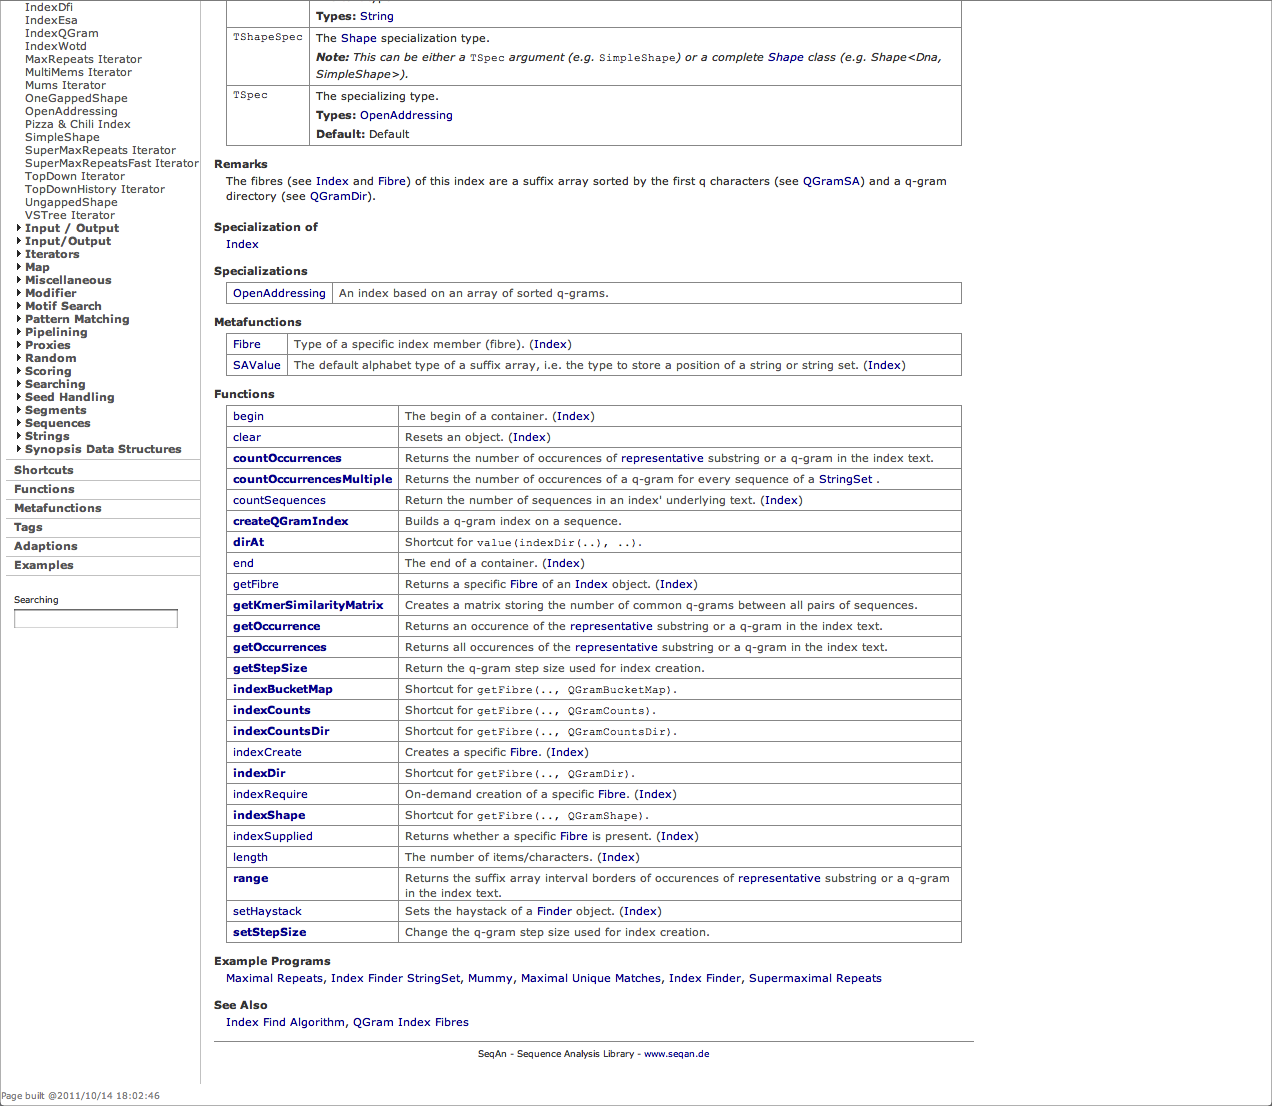 IndexDfi
IndexEsa
IndexQGram
IndexWotd
MaxRepeats Iterator
MultiMems Iterator
Mums Iterator
OneGappedShape
OpenAddressing
Pizza & Chili Index
SimpleShape
SuperMaxRepeats Iterator
SuperMaxRepeatsFast Iterator
TopDown Iterator
TopDownHistory Iterator
UngappedShape
VSTree Iterator
Input / Output
Input/Output
Iterators
Map
Miscellaneous
Modifier
Motif Search
Pattern Matching
Pipelining
Proxies
Random
Scoring
Searching
Seed Handling
Segments
Sequences
Strings
Synopsis Data Structures
Shortcuts
Functions
Metafunctions
Tags
Adaptions
Examples
Searching
Types: String
TShapeSpec The Shape specialization type.
Note: This can be either a TSpec argument (e.g. SimpleShape) or a complete Shape class (e.g. Shape<Dna,
SimpleShape>).
TSpec The specializing type.
Types: OpenAddressing
Default: Default
Remarks
The fibres (see Index and Fibre) of this index are a suffix array sorted by the first q characters (see QGramSA) and a q-gram
directory (see QGramDir).
Specialization of
Index
Specializations
OpenAddressing An index based on an array of sorted q-grams.
Metafunctions
Fibre Type of a specific index member (fibre). (Index)
SAValue The default alphabet type of a suffix array, i.e. the type to store a position of a string or string set. (Index)
Functions
begin The begin of a container. (Index)
clear Resets an object. (Index)
countOccurrences Returns the number of occurences of representative substring or a q-gram in the index text.
countOccurrencesMultiple Returns the number of occurences of a q-gram for every sequence of a StringSet .
countSequences Return the number of sequences in an index' underlying text. (Index)
createQGramIndex Builds a q-gram index on a sequence.
dirAt Shortcut for value(indexDir(..), ..).
end The end of a container. (Index)
getFibre Returns a specific Fibre of an Index object. (Index)
getKmerSimilarityMatrix Creates a matrix storing the number of common q-grams between all pairs of sequences.
getOccurrence Returns an occurence of the representative substring or a q-gram in the index text.
getOccurrences Returns all occurences of the representative substring or a q-gram in the index text.
getStepSize Return the q-gram step size used for index creation.
indexBucketMap Shortcut for getFibre(.., QGramBucketMap).
indexCounts Shortcut for getFibre(.., QGramCounts).
indexCountsDir Shortcut for getFibre(.., QGramCountsDir).
indexCreate Creates a specific Fibre. (Index)
indexDir Shortcut for getFibre(.., QGramDir).
indexRequire On-demand creation of a specific Fibre. (Index)
indexShape Shortcut for getFibre(.., QGramShape).
indexSupplied Returns whether a specific Fibre is present. (Index)
length The number of items/characters. (Index)
range Returns the suffix array interval borders of occurences of representative substring or a q-gram
in the index text.
setHaystack Sets the haystack of a Finder object. (Index)
setStepSize Change the q-gram step size used for index creation.
Example Programs
Maximal Repeats, Index Finder StringSet, Mummy, Maximal Unique Matches, Index Finder, Supermaximal Repeats
See Also
Index Find Algorithm, QGram Index Fibres
SeqAn - Sequence Analysis Library - www.seqan.de
Page built @2011/10/14 18:02:46